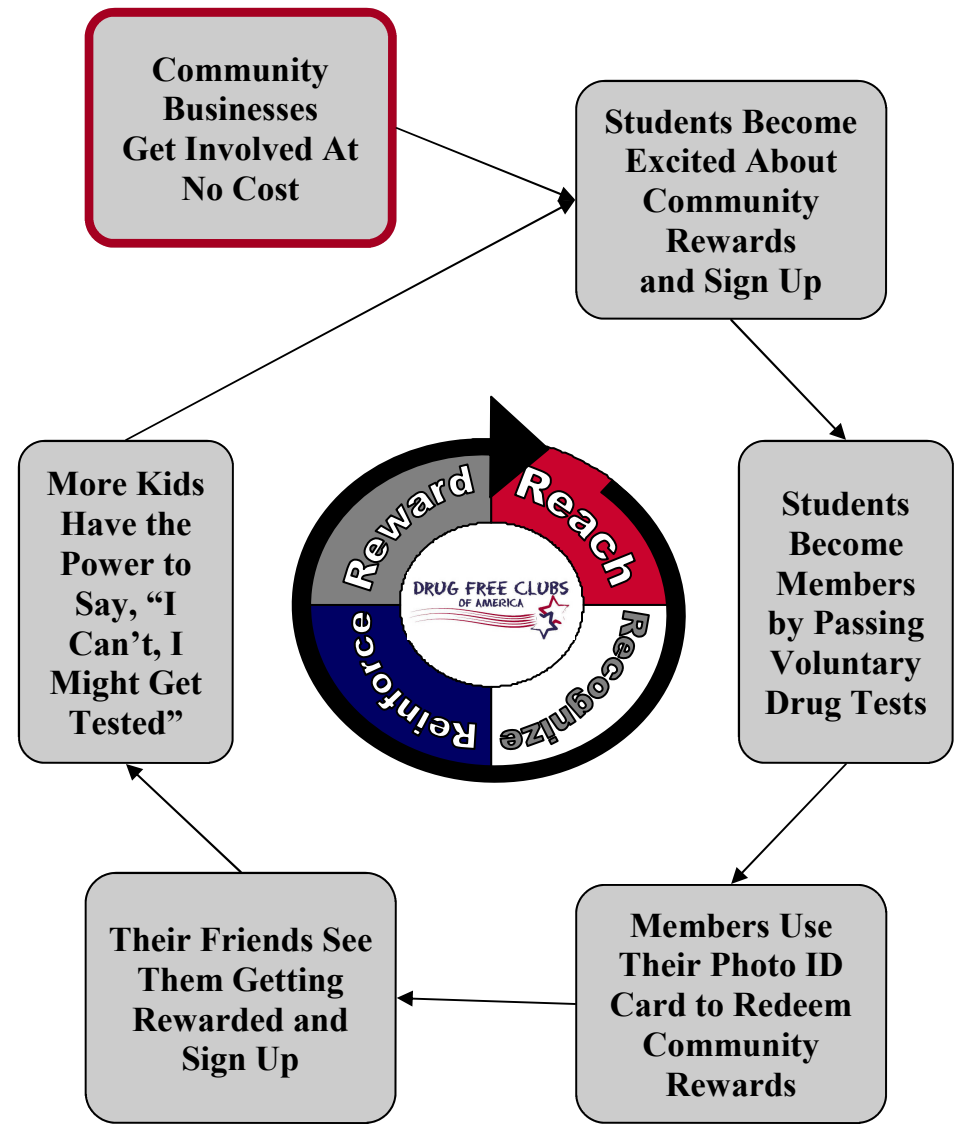 Community
Businesses
Get Involved At
No Cost
Students Become
Excited About
Community
Rewards
and Sign Up
Students
Become
Members
by Passing
Voluntary
Drug Tests
Members Use
Their Photo ID
Card to Redeem
Community
Rewards
Their Friends See
Them Getting
Rewarded and
Sign Up
More Kids
Have the
Power to
Say, “I
Can’t, I
Might Get
Tested”
Reach
Recognize
Reinforce
Reward
DRUG FREE CLUBS
OF AMERICA